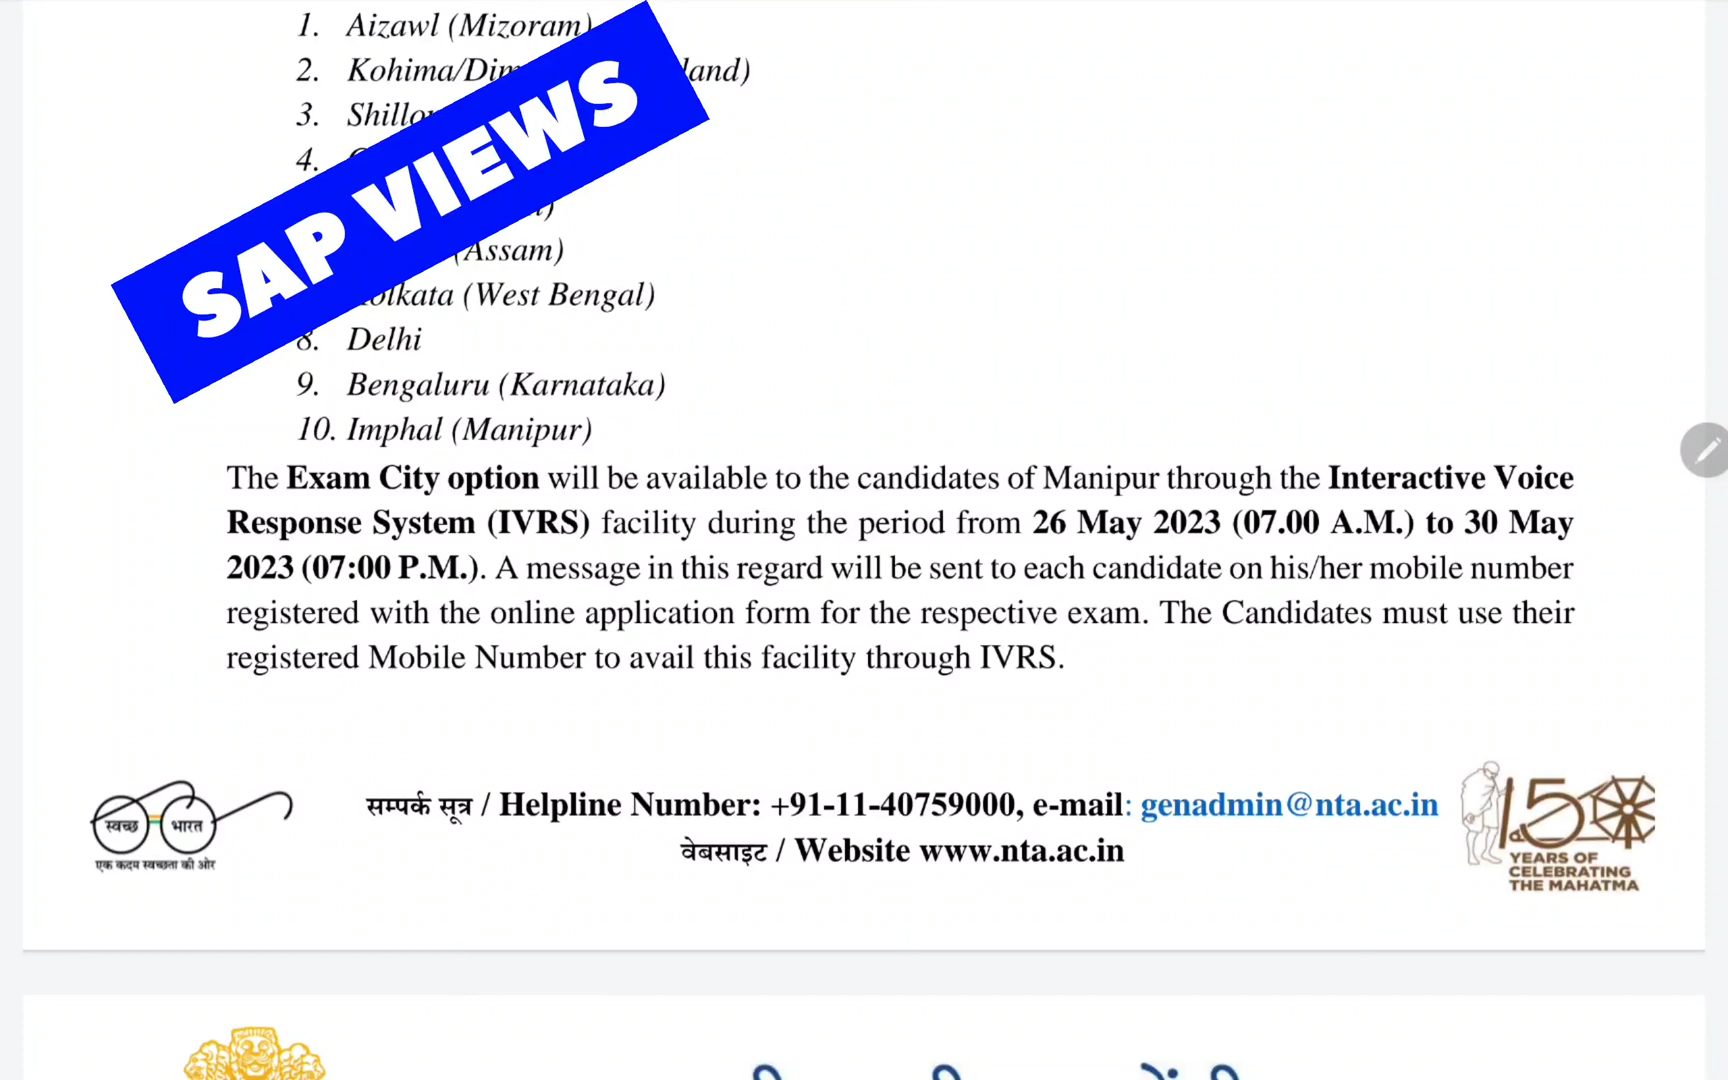 1. Aizawl (Mizoram)
2. Kohima/
3.
4.
SAP VIEWS
(Assam)
(West Bengal)
8. Delhi
9. Bengaluru (Karnataka)
10. Imphal (Manipur)
The Exam City option will be available to the candidates of Manipur through the Interactive Voice
Response System (IVRS) facility during the period from 26 May 2023 (07.00 A.M.) to 30 May
2023 (07:00 P.M.). A message in this regard will be sent to each candidate on his/her mobile number
registered with the online application form for the respective exam. The Candidates must use their
registered Mobile Number to avail this facility through IVRS.
स्वच्छ भारत
एक कदम स्वच्छता की ओर
सम्पर्क सूत्र / Helpline Number: +91-11-40759000, e-mail: genadmin@nta.ac.in
वेबसाइट / Website www.nta.ac.in
150
YEARS OF
CELEBRATING
THE MAHATMA